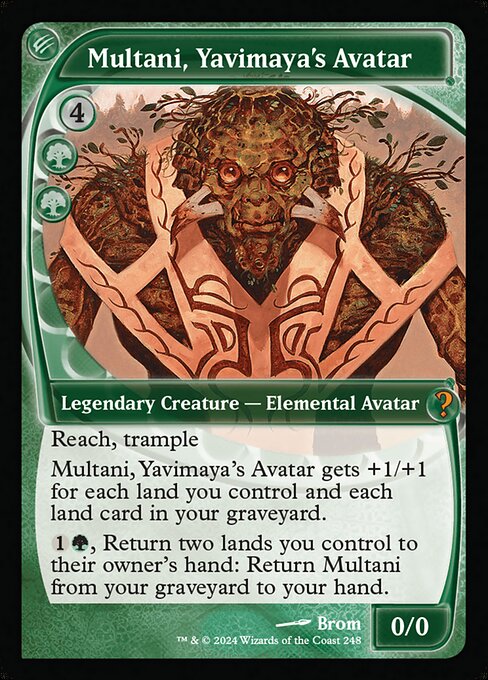 Multani, Yavimaya's Avatar
4
Legendary Creature — Elemental Avatar
?
Reach, trample
Multani, Yavimaya's Avatar gets +1/+1
for each land you control and each
land card in your graveyard.
1, Return two lands you control to
their owner's hand: Return Multani
from your graveyard to your hand.
Brom
0/0
™ & © 2024 Wizards of the Coast 248